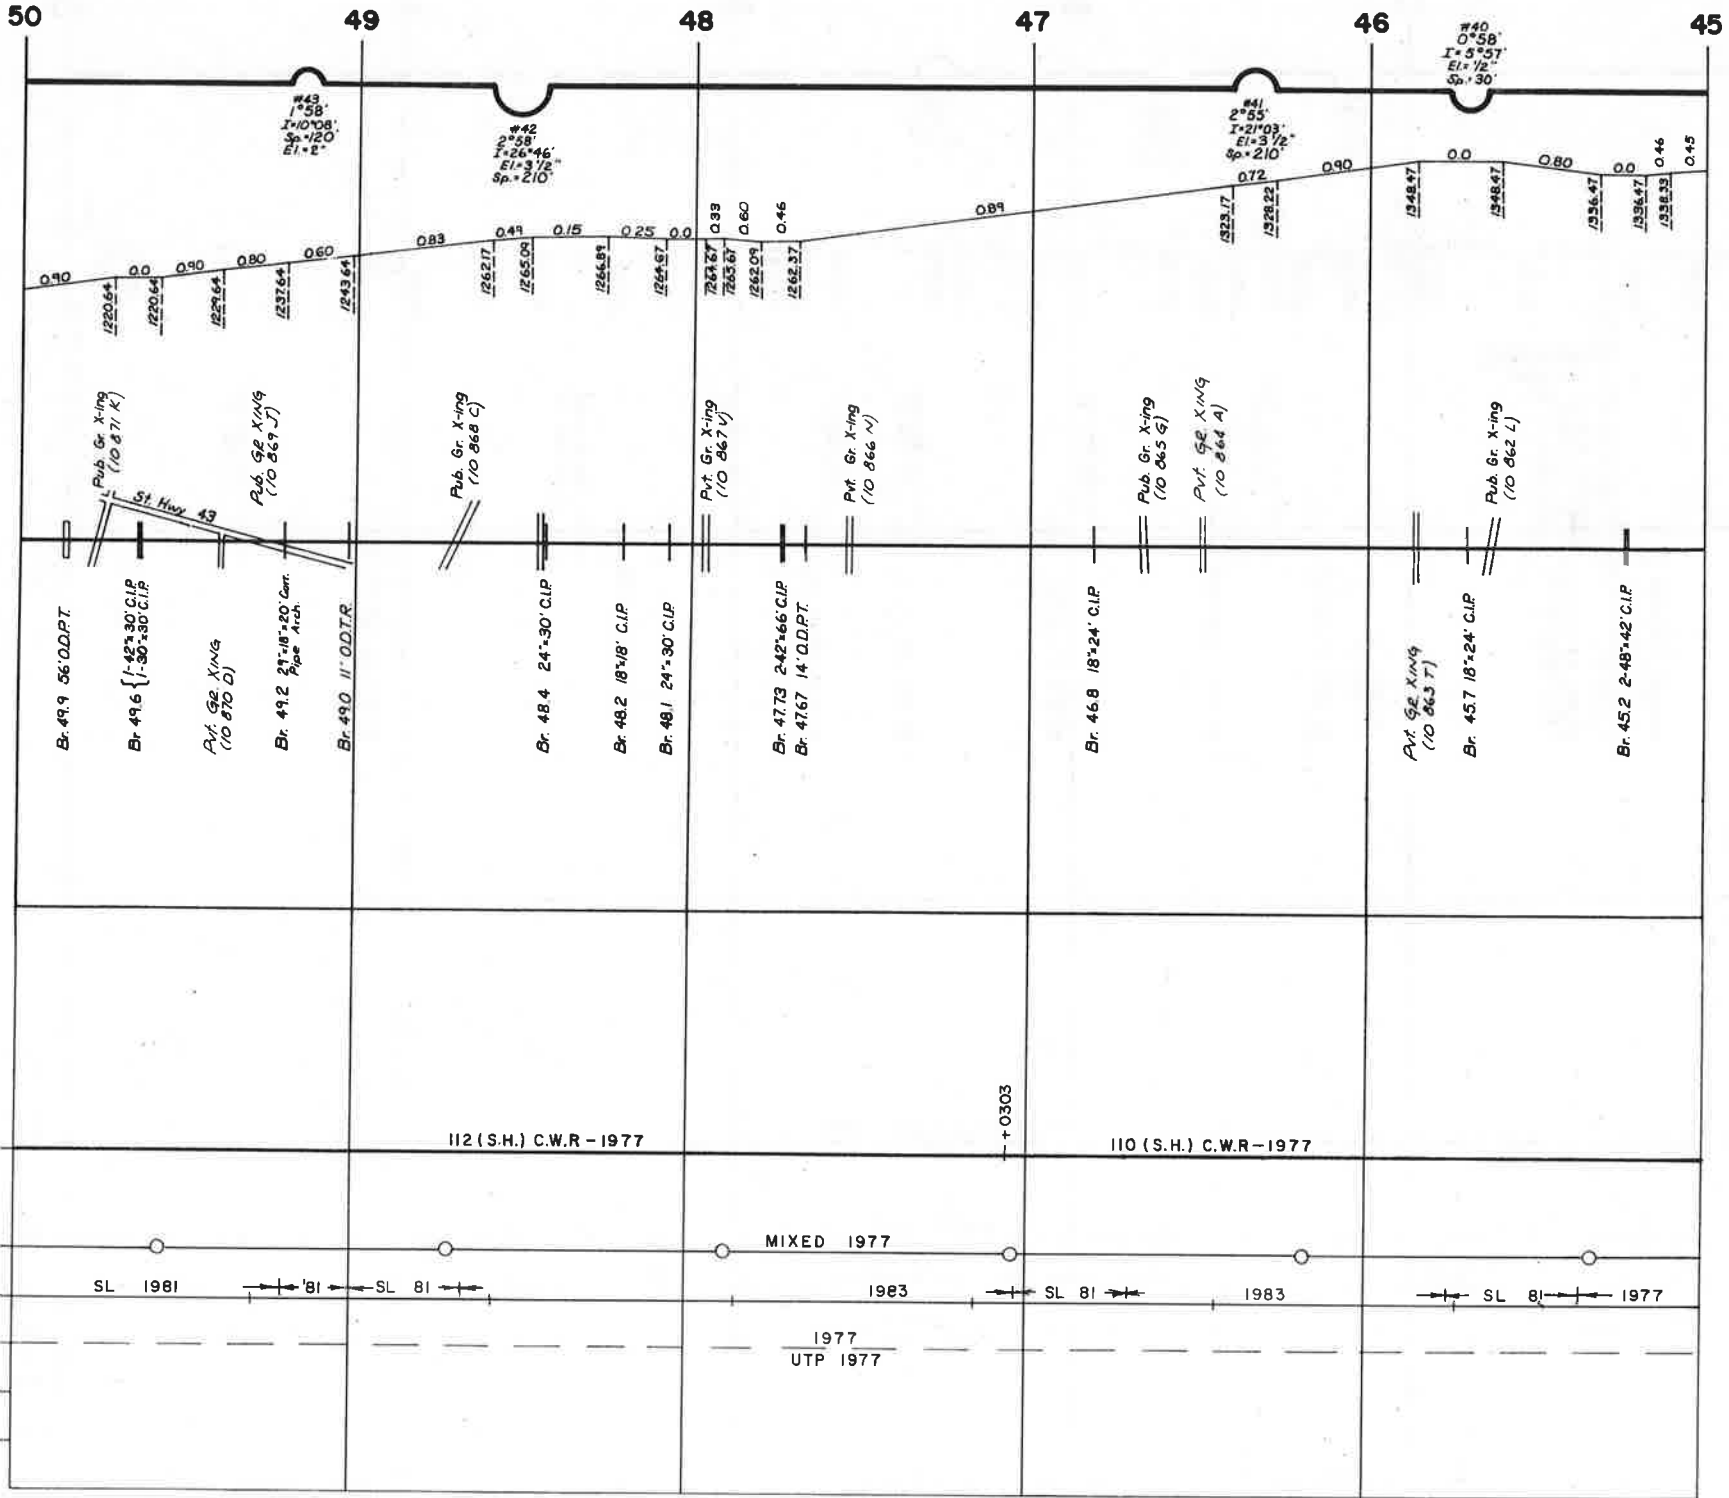 50 49 48 47 46 45
#43
1°58'
I=10°08'
Sp.=120'
El.=2"
#42
2°58'
I=26°46'
El.=3 1/2"
Sp.=210'
#41
2°55'
I=21°03'
El.=3 1/2"
Sp.=210'
#40
0°58'
I=5°57'
El.=1/2"
Sp.=30'
0.90 0.0 0.90 0.80 0.60 0.83 0.49 0.15 0.25 0.0 0.33 0.60 0.46 0.89 0.72 0.90 0.0 0.80 0.0 0.46 0.45
1220.64 1220.64 1229.64 1237.64 1243.64 1262.17 1265.09 1266.89 1264.67 1264.67 1265.67 1262.09 1262.37 1323.17 1328.22 1348.47 1348.47 1336.47 1336.47 1338.33
Pub. Gr. X-ing
(10 871 K)
St. Hwy 43
Pub. GR XING
(10 869 J)
Pub. Gr. X-ing
(10 868 C)
Pvt. Gr. X-ing
(10 867 V)
Pvt. Gr. X-ing
(10 866 N)
Pub. Gr. X-ing
(10 865 G)
Pvt. GR. XING
(10 864 A)
Pub. Gr. X-ing
(10 862 L)
Br. 49.9 56' O.D.P.T.
Br 49.6 { 1-42"x30' C.I.P.
1-30"x30' C.I.P.
Pvt. GR. XING
(10 870 D)
Br. 49.2 29"x18"x20' Corr.
Pipe Arch.
Br. 49.0 11' O.D.T.R.
Br. 48.4 24"x30' C.I.P.
Br. 48.2 18"x18' C.I.P.
Br. 48.1 24"x30' C.I.P.
Br. 47.73 2-42"x66' C.I.P.
Br. 47.67 14' O.D.P.T.
Br. 46.8 18"x24' C.I.P.
Pvt. GR. XING
(10 863 T)
Br. 45.7 18"x24' C.I.P.
Br. 45.2 2-48"x42' C.I.P.
+0303
112 (S.H.) C.W.R - 1977
110 (S.H.) C.W.R - 1977
MIXED 1977
SL 1981 '81 SL 81 1983 SL 81 1983 SL 81 1977
1977
UTP 1977